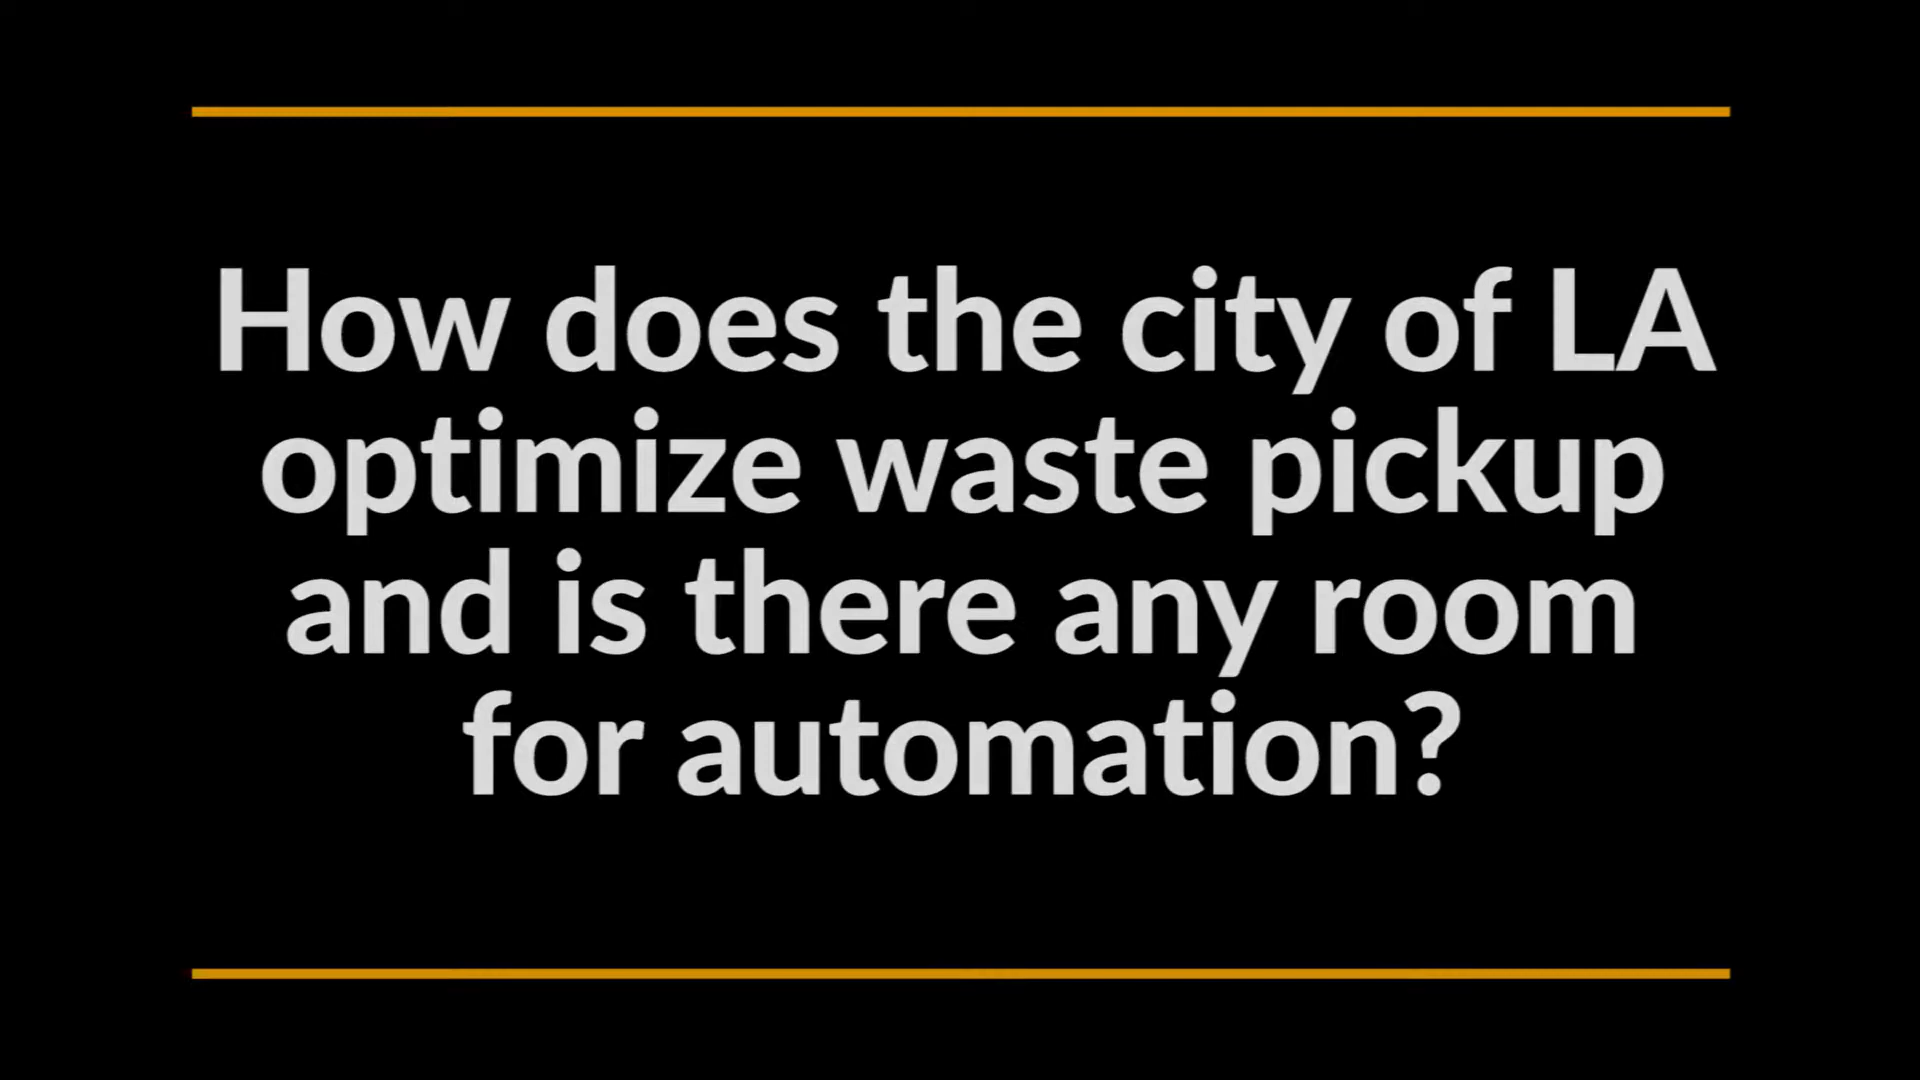 How does the city of LA
optimize waste pickup
and is there any room
for automation?